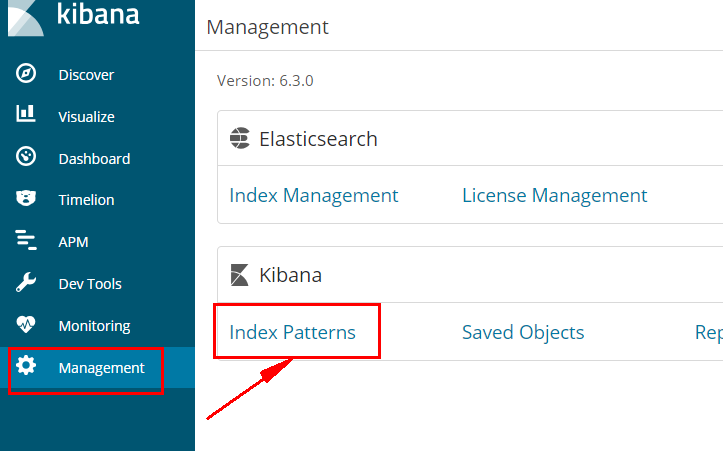 kibana
Discover
Visualize
Dashboard
Timelion
APM
Dev Tools
Monitoring
Management
Management
Version: 6.3.0
Elasticsearch
Index Management License Management
Kibana
Index Patterns Saved Objects Rep